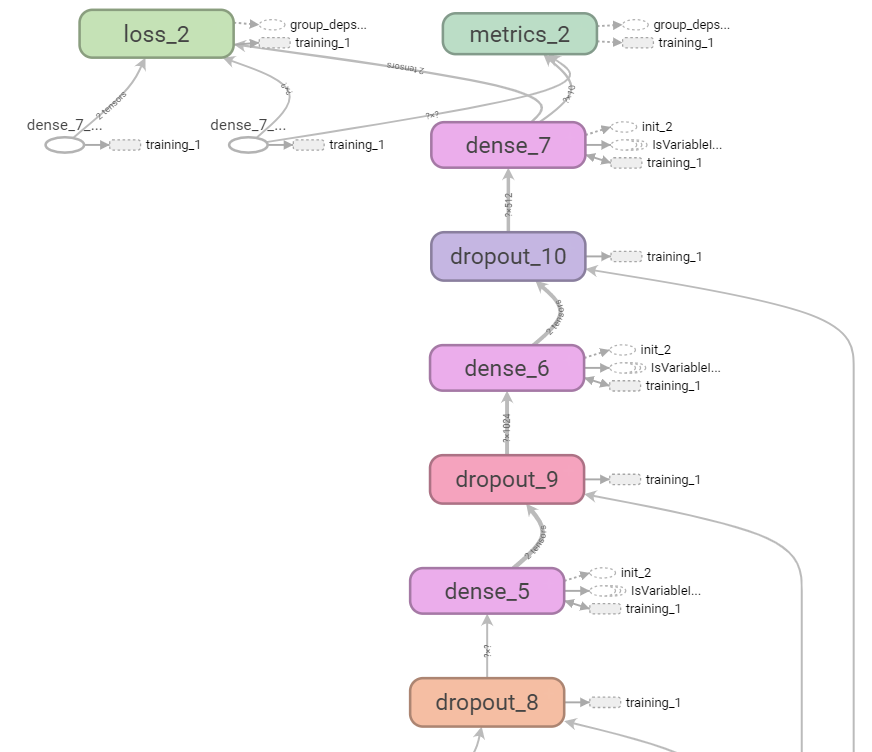 loss_2
group_deps...
training_1
metrics_2
group_deps...
training_1
2 tensors
2 tensors
?×?
?×70
?×?
dense_7_...
training_1
dense_7_...
training_1
dense_7
init_2
IsVariableI...
training_1
?×512
dropout_10
training_1
2 tensors
dense_6
init_2
IsVariableI...
training_1
?×1024
dropout_9
training_1
2 tensors
dense_5
init_2
IsVariableI...
training_1
?×?
dropout_8
training_1